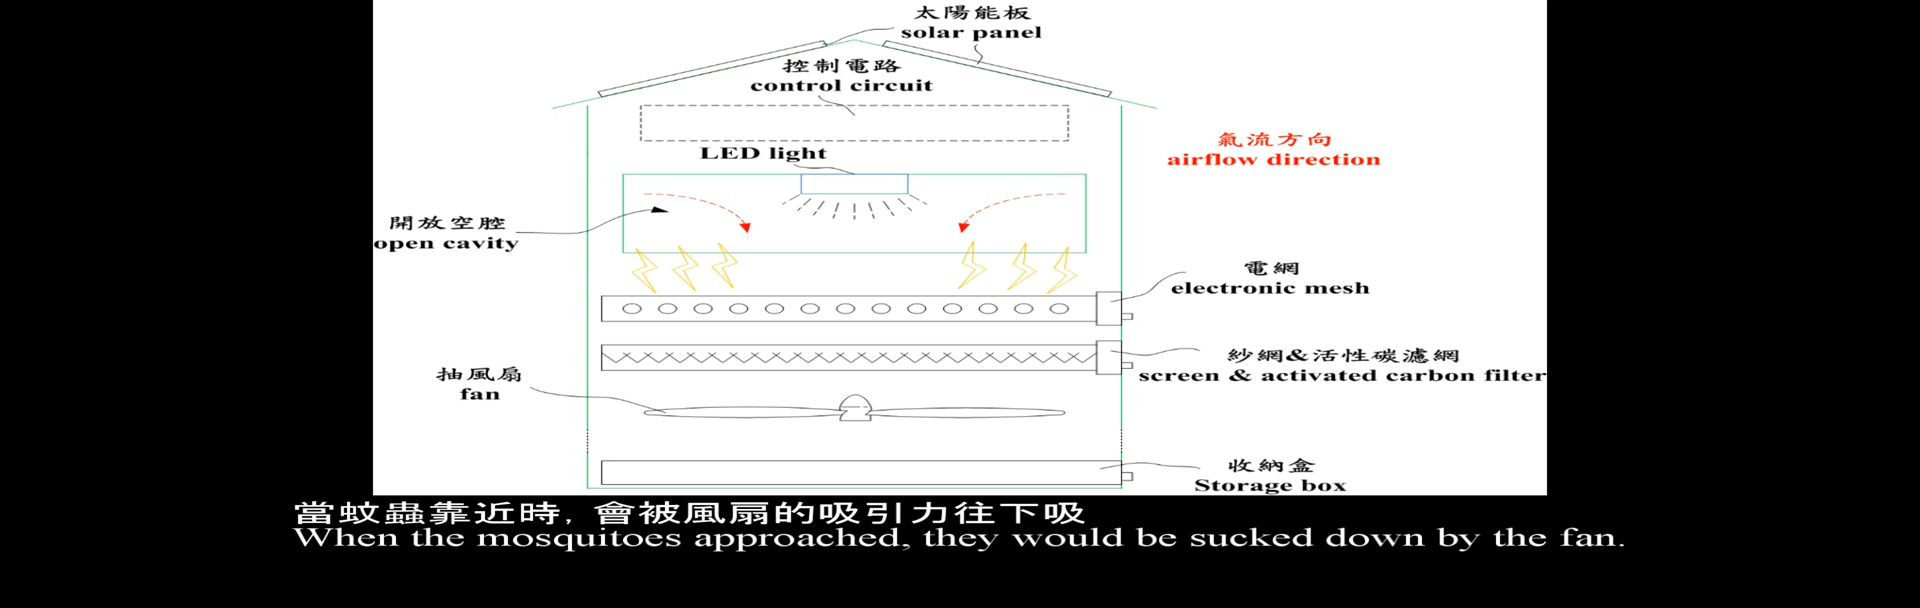 太陽能板
solar panel
控制電路
control circuit
LED light
氣流方向
airflow direction
開放空腔
open cavity
電網
electronic mesh
紗網&活性碳濾網
screen & activated carbon filter
抽風扇
fan
收納盒
Storage box
當蚊蟲靠近時, 會被風扇的吸引力往下吸
When the mosquitoes approached, they would be sucked down by the fan.